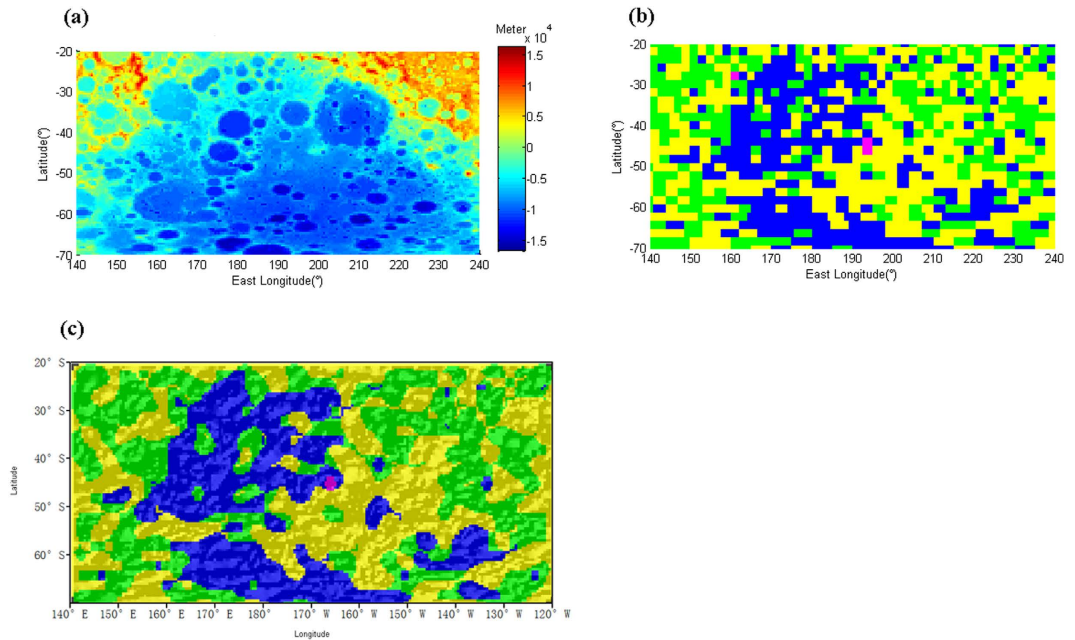 (a)
Meter
x 10⁴
-20
-30
-40
-50
-60
-70
Latitude(°)
140 150 160 170 180 190 200 210 220 230 240
East Longitude(°)
1.5
1
0.5
0
-0.5
-1
-1.5
(b)
-20
-30
-40
-50
-60
-70
Latitude(°)
140 150 160 170 180 190 200 210 220 230 240
East Longitude(°)
(c)
20° S
30° S
40° S
50° S
60° S
Latitude
140° E 150° E 160° E 170° E 180° E 170° W 160° W 150° W 140° W 130° W 120° W
Longitude